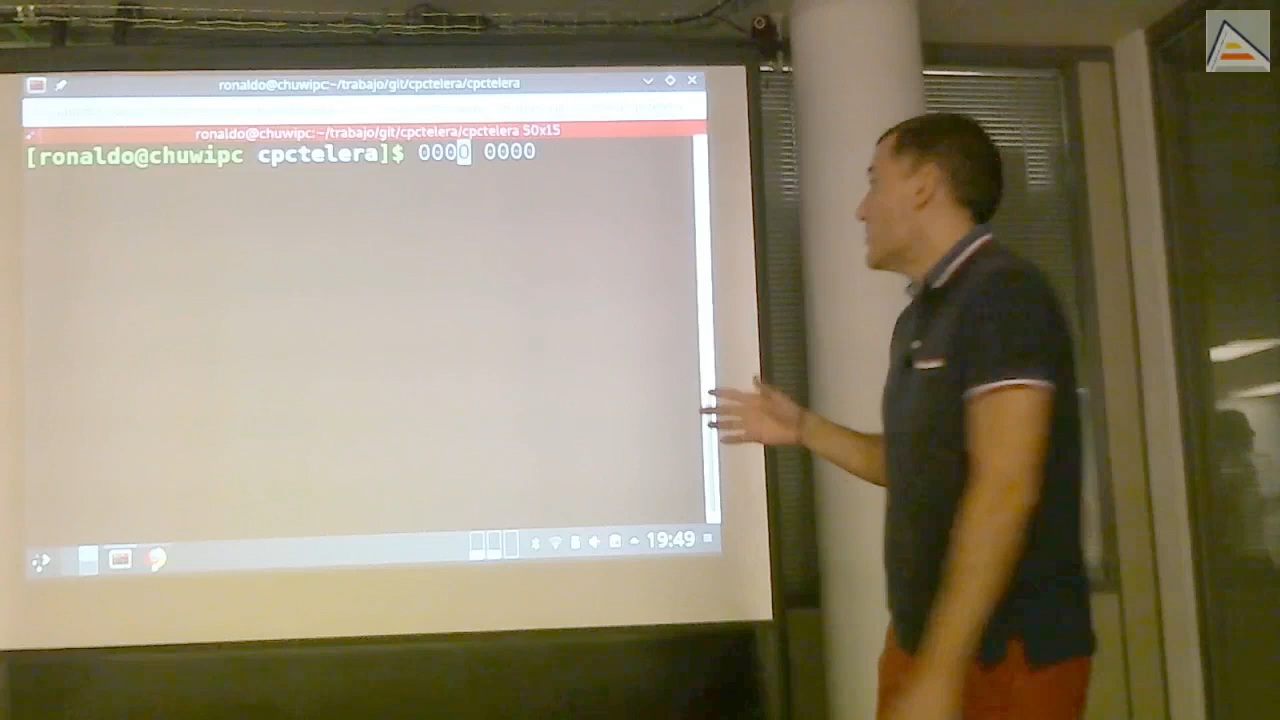 ronaldo@chuwipc:~/trabajo/git/cpctelera/cpctelera
ronaldo@chuwipc:~/trabajo/git/cpctelera/cpctelera 50x15
[ronaldo@chuwipc cpctelera]$ 0000 0000
19:49